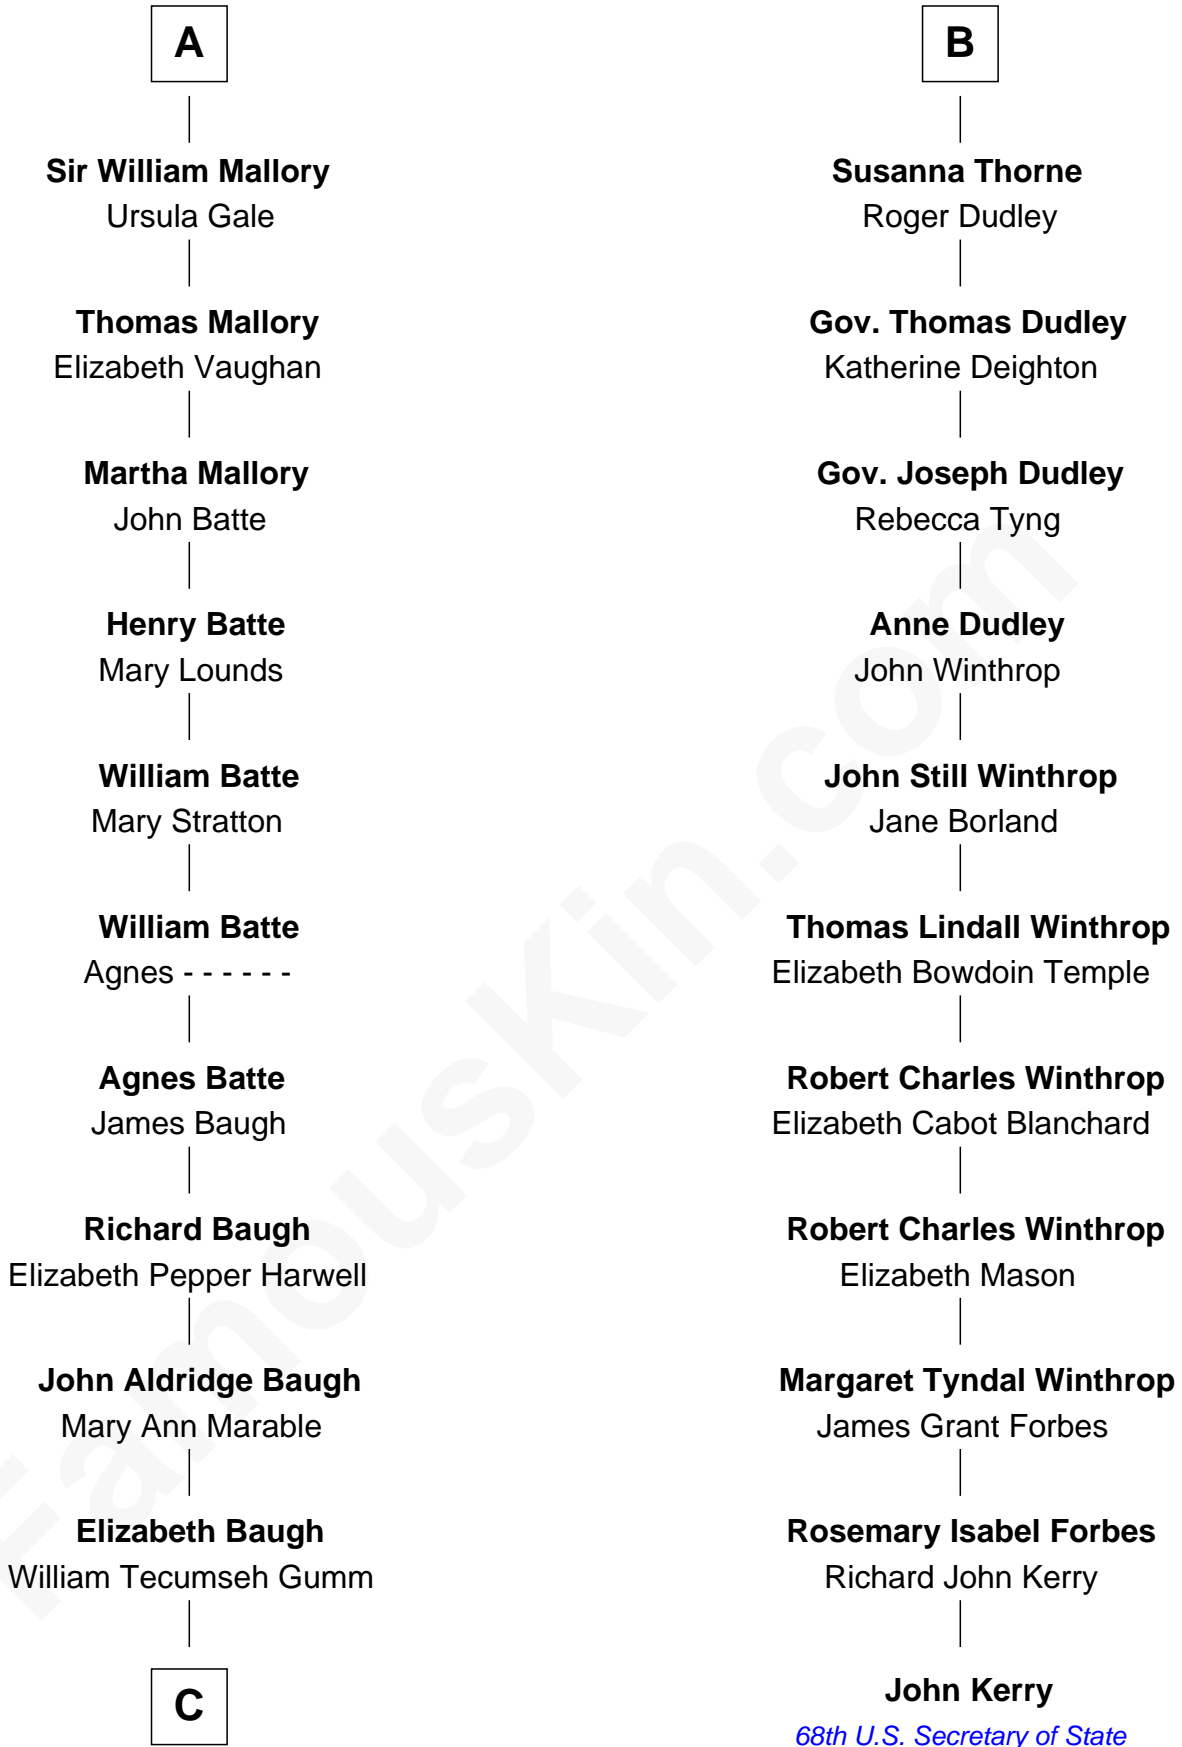 A
Sir William Mallory
Ursula Gale
Thomas Mallory
Elizabeth Vaughan
Martha Mallory
John Batte
Henry Batte
Mary Lounds
William Batte
Mary Stratton
William Batte
Agnes - - - - - -
Agnes Batte
James Baugh
Richard Baugh
Elizabeth Pepper Harwell
John Aldridge Baugh
Mary Ann Marable
Elizabeth Baugh
William Tecumseh Gumm
C
B
Susanna Thorne
Roger Dudley
Gov. Thomas Dudley
Katherine Deighton
Gov. Joseph Dudley
Rebecca Tyng
Anne Dudley
John Winthrop
John Still Winthrop
Jane Borland
Thomas Lindall Winthrop
Elizabeth Bowdoin Temple
Robert Charles Winthrop
Elizabeth Cabot Blanchard
Robert Charles Winthrop
Elizabeth Mason
Margaret Tyndal Winthrop
James Grant Forbes
Rosemary Isabel Forbes
Richard John Kerry
John Kerry
68th U.S. Secretary of State
FamousKin.com